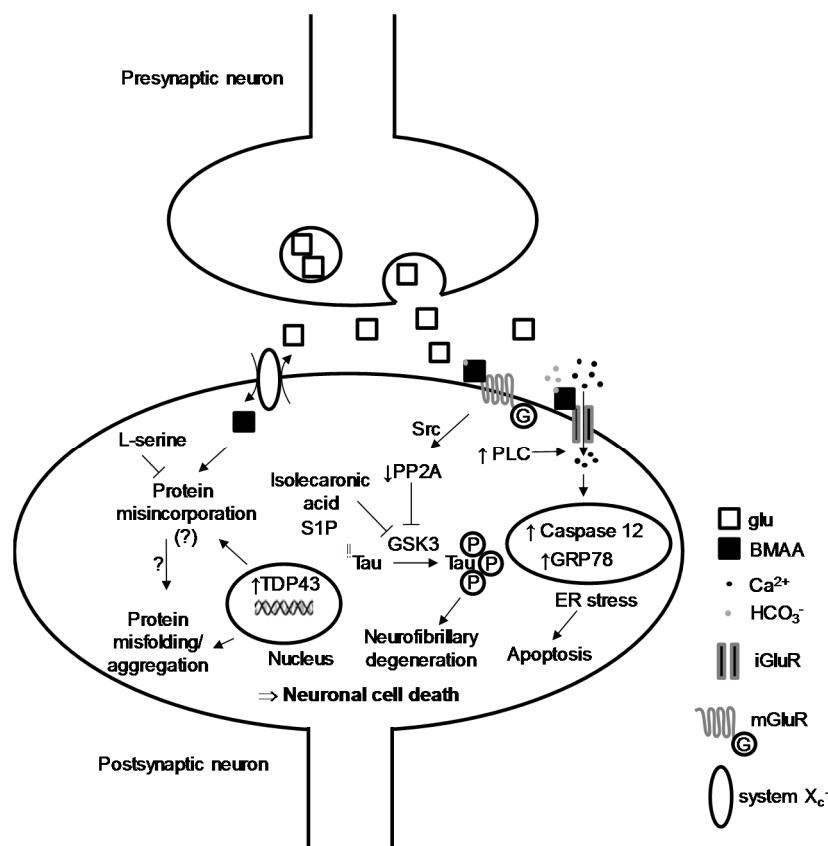 Presynaptic neuron
L-serine
Protein
misincorporation
(?)
?
Protein
misfolding/
aggregation
↑TDP43
Nucleus
Src
↓PP2A
Isolecaronic
acid
S1P
GSK3
Tau
Tau
P
P
P
Neurofibrillary
degeneration
G
↑ PLC
↑ Caspase 12
↑GRP78
ER stress
Apoptosis
⇒ Neuronal cell death
Postsynaptic neuron
glu
BMAA
Ca²⁺
HCO₃⁻
iGluR
mGluR
G
system Xc⁻